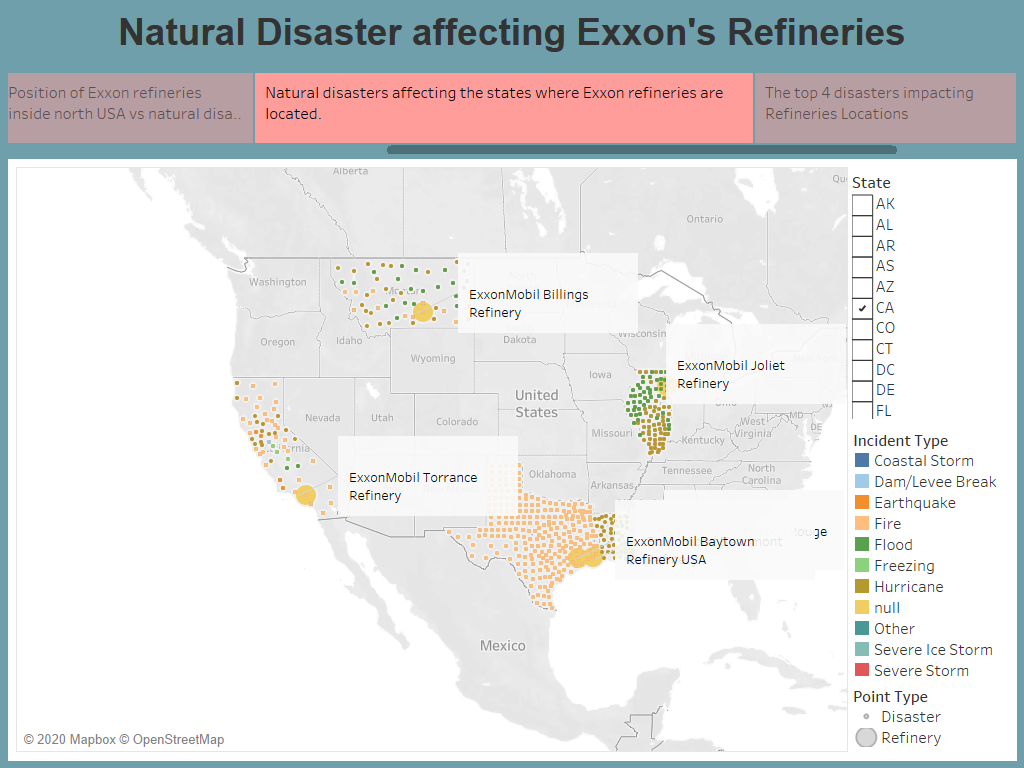 Natural Disaster affecting Exxon's Refineries
Position of Exxon refineries
inside north USA vs natural disa..
Natural disasters affecting the states where Exxon refineries are
located.
The top 4 disasters impacting
Refineries Locations
Alberta
Ontario
Washington
Oregon
Idaho
Wyoming
Dakota
Wisconsin
Iowa
Nevada
Utah
Colorado
United
States
Missouri
Kentucky
West
Virginia
MD
DE
Oklahoma
Arkansas
Tennessee
North
Carolina
Mexico
ExxonMobil Billings
Refinery
ExxonMobil Joliet
Refinery
ExxonMobil Torrance
Refinery
ExxonMobil Baytown
Refinery USA
© 2020 Mapbox © OpenStreetMap
State
AK
AL
AR
AS
AZ
CA
CO
CT
DC
DE
FL
Incident Type
Coastal Storm
Dam/Levee Break
Earthquake
Fire
Flood
Freezing
Hurricane
null
Other
Severe Ice Storm
Severe Storm
Point Type
Disaster
Refinery